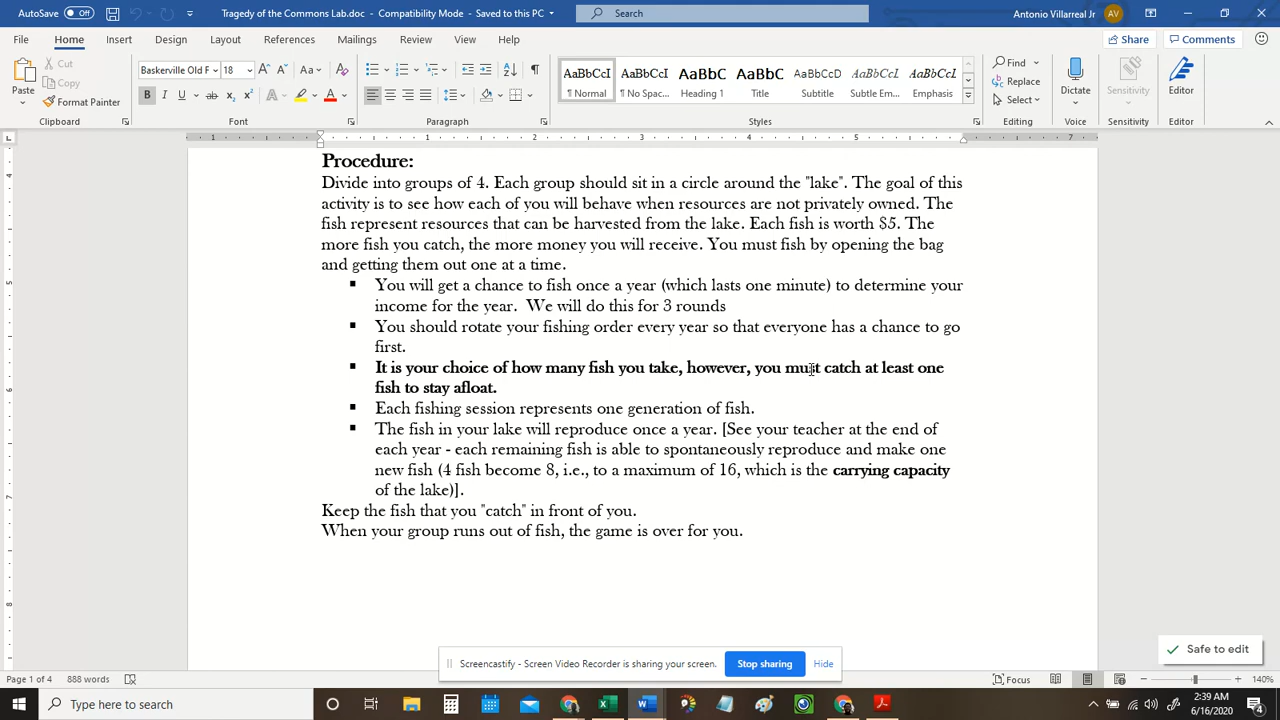 AutoSave Off Tragedy of the Commons Lab.doc - Compatibility Mode - Saved to this PC Search Antonio Villarreal Jr AV
File Home Insert Design Layout References Mailings Review View Help Share Comments
Paste Cut Copy Format Painter Baskerville Old F 18 Aa
AaBbCcI AaBbCcI AaBbC AaBbC AaBbCcD AaBbCcI AaBbCcI
¶ Normal ¶ No Spac... Heading 1 Title Subtitle Subtle Em... Emphasis
Find Replace Select Dictate Sensitivity Editor
Clipboard Font Paragraph Styles Editing Voice Sensitivity Editor
1 1 2 3 4 5 7
Procedure:
Divide into groups of 4. Each group should sit in a circle around the "lake". The goal of this
activity is to see how each of you will behave when resources are not privately owned. The
fish represent resources that can be harvested from the lake. Each fish is worth $5. The
more fish you catch, the more money you will receive. You must fish by opening the bag
and getting them out one at a time.
▪ You will get a chance to fish once a year (which lasts one minute) to determine your
income for the year. We will do this for 3 rounds
▪ You should rotate your fishing order every year so that everyone has a chance to go
first.
▪ It is your choice of how many fish you take, however, you must catch at least one
fish to stay afloat.
▪ Each fishing session represents one generation of fish.
▪ The fish in your lake will reproduce once a year. [See your teacher at the end of
each year - each remaining fish is able to spontaneously reproduce and make one
new fish (4 fish become 8, i.e., to a maximum of 16, which is the carrying capacity
of the lake)].
Keep the fish that you "catch" in front of you.
When your group runs out of fish, the game is over for you.
Safe to edit
Screencastify - Screen Video Recorder is sharing your screen. Stop sharing Hide
Page 1 of 4 888 words Focus 140%
Type here to search 2:39 AM
6/16/2020